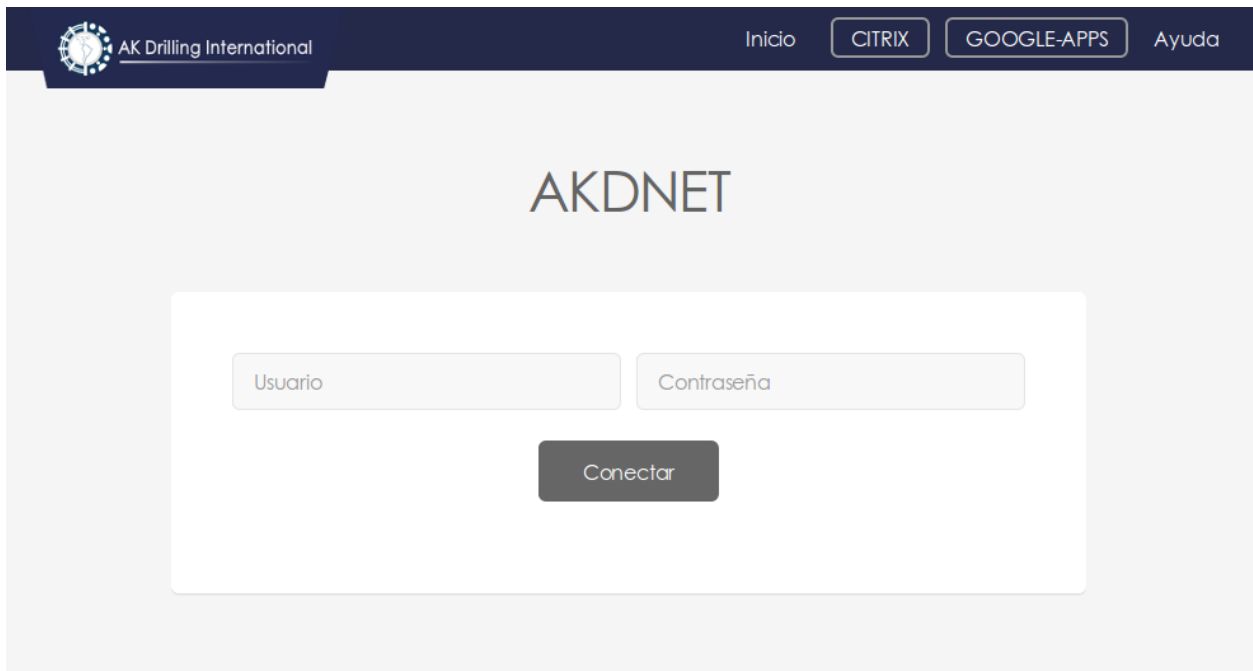 AK Drilling International
Inicio CITRIX GOOGLE-APPS Ayuda
AKDNET
Usuario Contraseña
Conectar